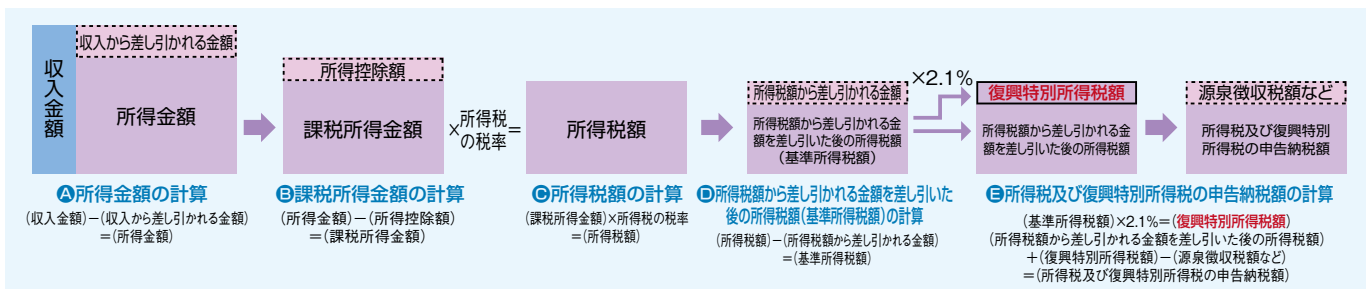 収入金額
収入から差し引かれる金額
所得金額
所得控除額
課税所得金額
×所得税の税率=
所得税額
所得税額から差し引かれる金額
所得税額から差し引かれる金
額を差し引いた後の所得税額
(基準所得税額)
×2.1%
復興特別所得税額
所得税額から差し引かれる金
額を差し引いた後の所得税額
源泉徴収税額など
所得税及び復興特別
所得税の申告納税額
A所得金額の計算
(収入金額)-(収入から差し引かれる金額)
=(所得金額)
B課税所得金額の計算
(所得金額)-(所得控除額)
=(課税所得金額)
C所得税額の計算
(課税所得金額)×所得税の税率
=(所得税額)
D所得税額から差し引かれる金額を差し引いた
後の所得税額(基準所得税額)の計算
(所得税額)-(所得税額から差し引かれる金額)
=(基準所得税額)
E所得税及び復興特別所得税の申告納税額の計算
(基準所得税額)×2.1%=(復興特別所得税額)
(所得税額から差し引かれる金額を差し引いた後の所得税額)
+(復興特別所得税額)-(源泉徴収税額など)
=(所得税及び復興特別所得税の申告納税額)